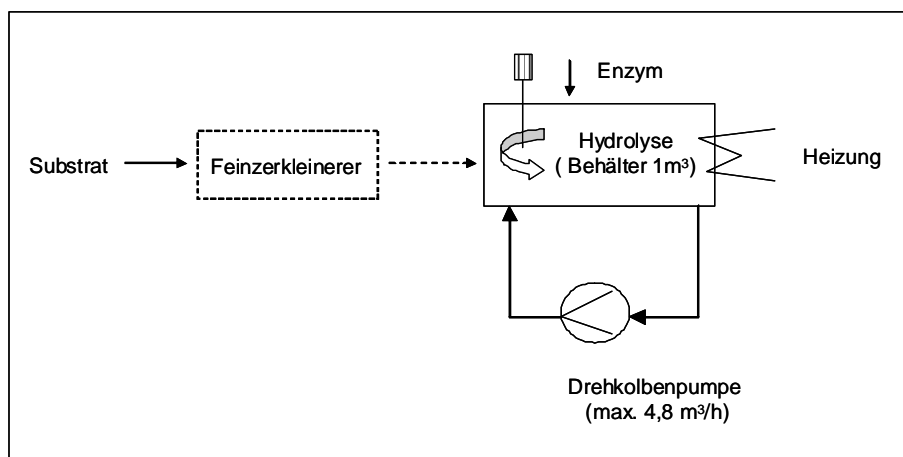 Enzym
Substrat
Feinzerkleinerer
Hydrolyse
( Behälter 1m³)
Heizung
Drehkolbenpumpe
(max. 4,8 m³/h)